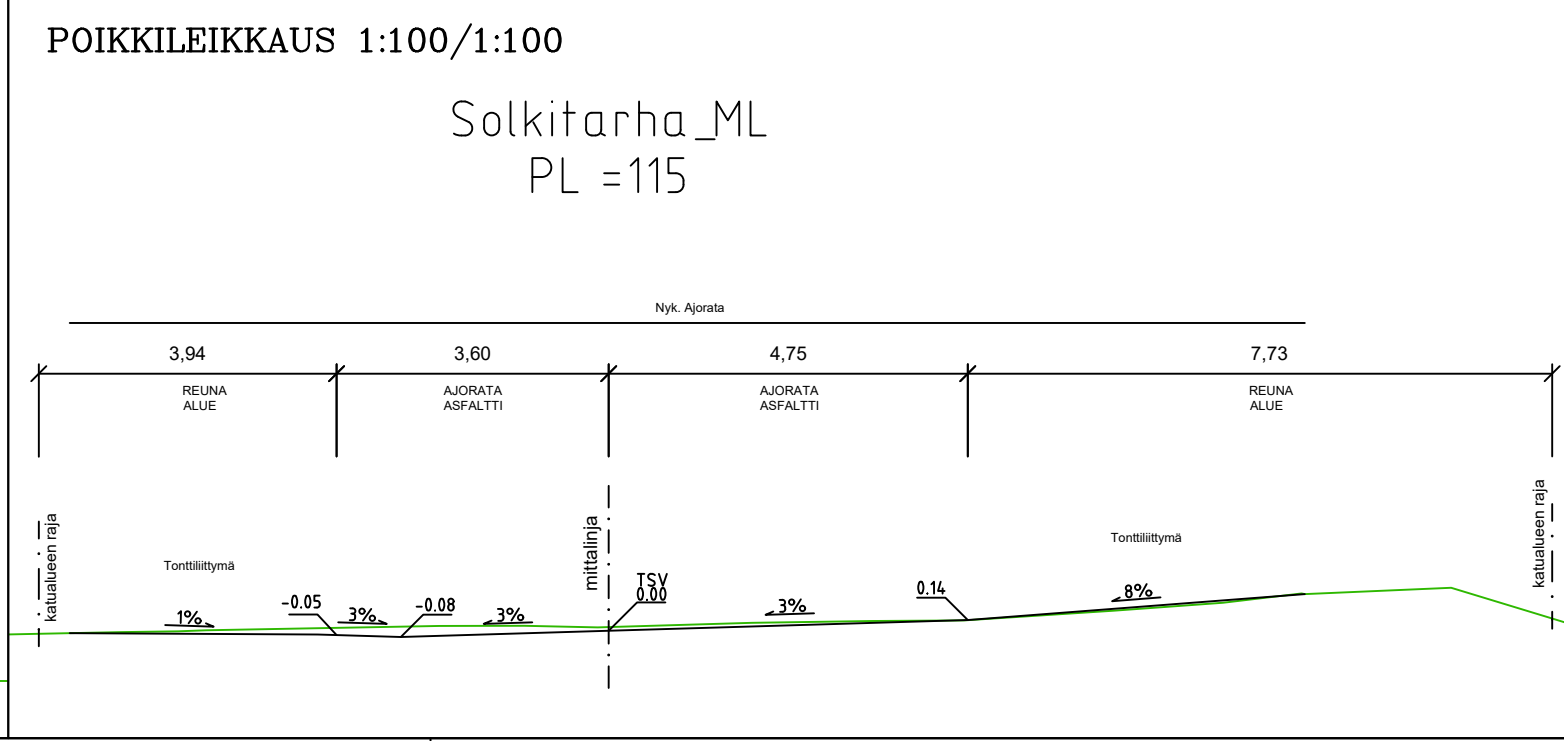 POIKKILEIKKAUS 1:100/1:100
Solkitarha_ML
PL =115
Nyk. Ajorata
3,94
3,60
4,75
7,73
REUNA
ALUE
AJORATA
ASFALTTI
AJORATA
ASFALTTI
REUNA
ALUE
katualueen raja
mittalinja
katualueen raja
Tonttiliittymä
Tonttiliittymä
1%
-0.05
3%
-0.08
3%
TSV
0.00
3%
0.14
8%